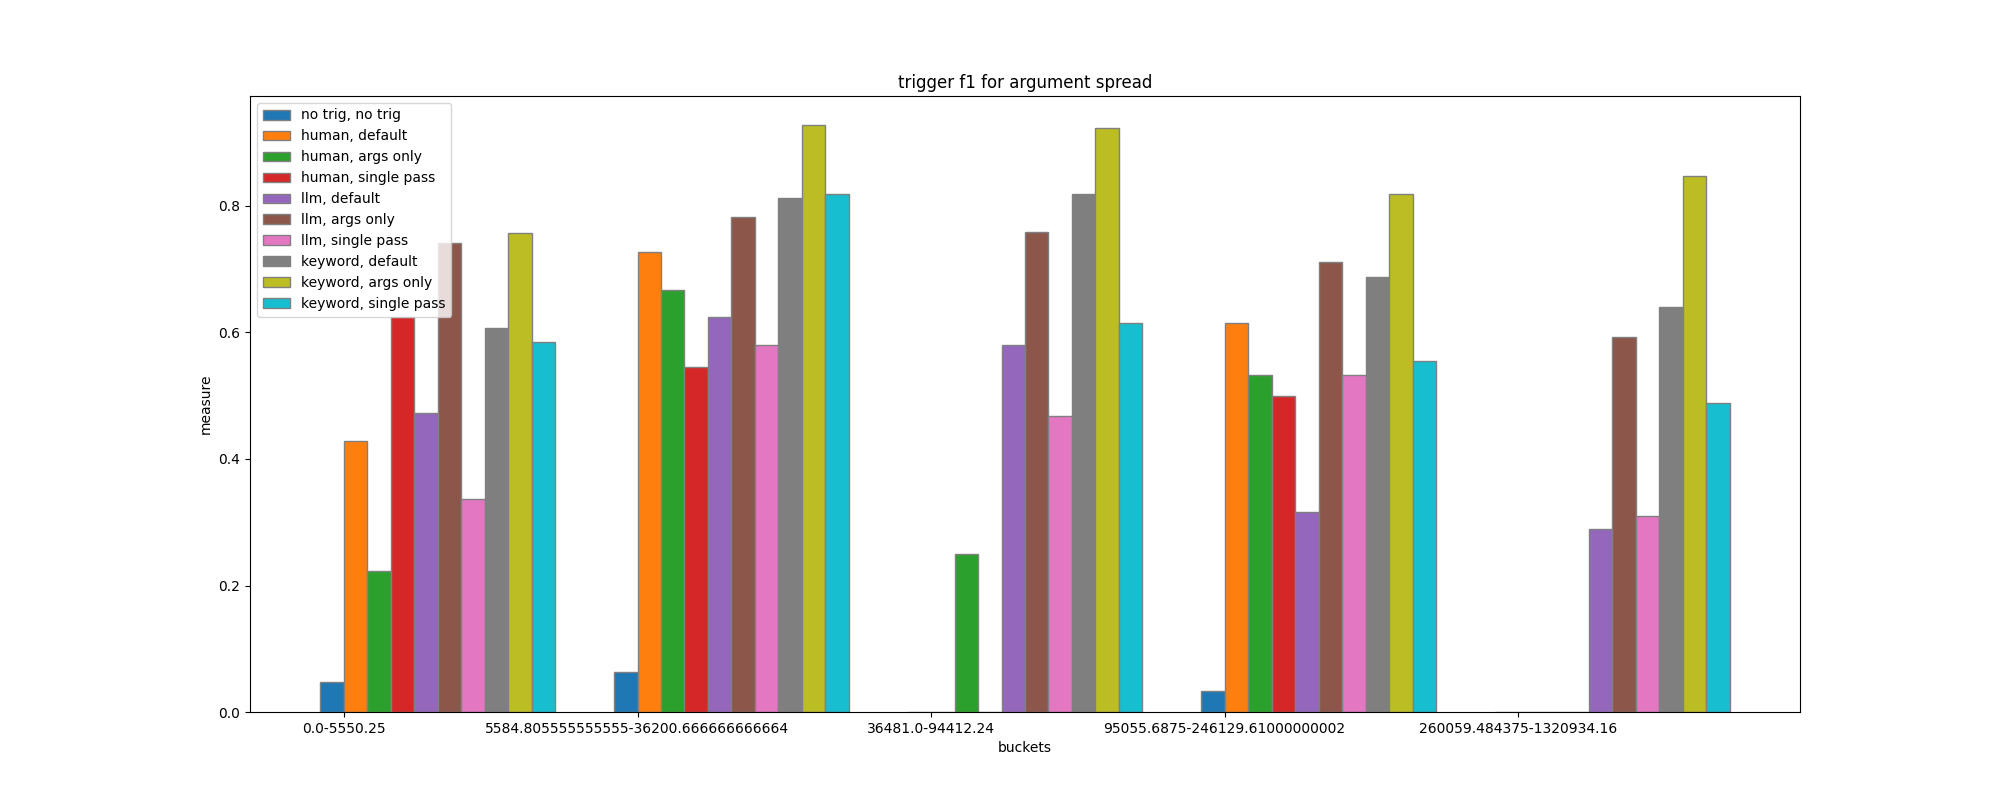 trigger f1 for argument spread
no trig, no trig
human, default
human, args only
human, single pass
llm, default
llm, args only
llm, single pass
keyword, default
keyword, args only
keyword, single pass
0.8
0.6
0.4
0.2
0.0
measure
0.0-5550.25
5584.805555555555-36200.666666666664
36481.0-94412.24
95055.6875-246129.61000000002
260059.484375-1320934.16
buckets